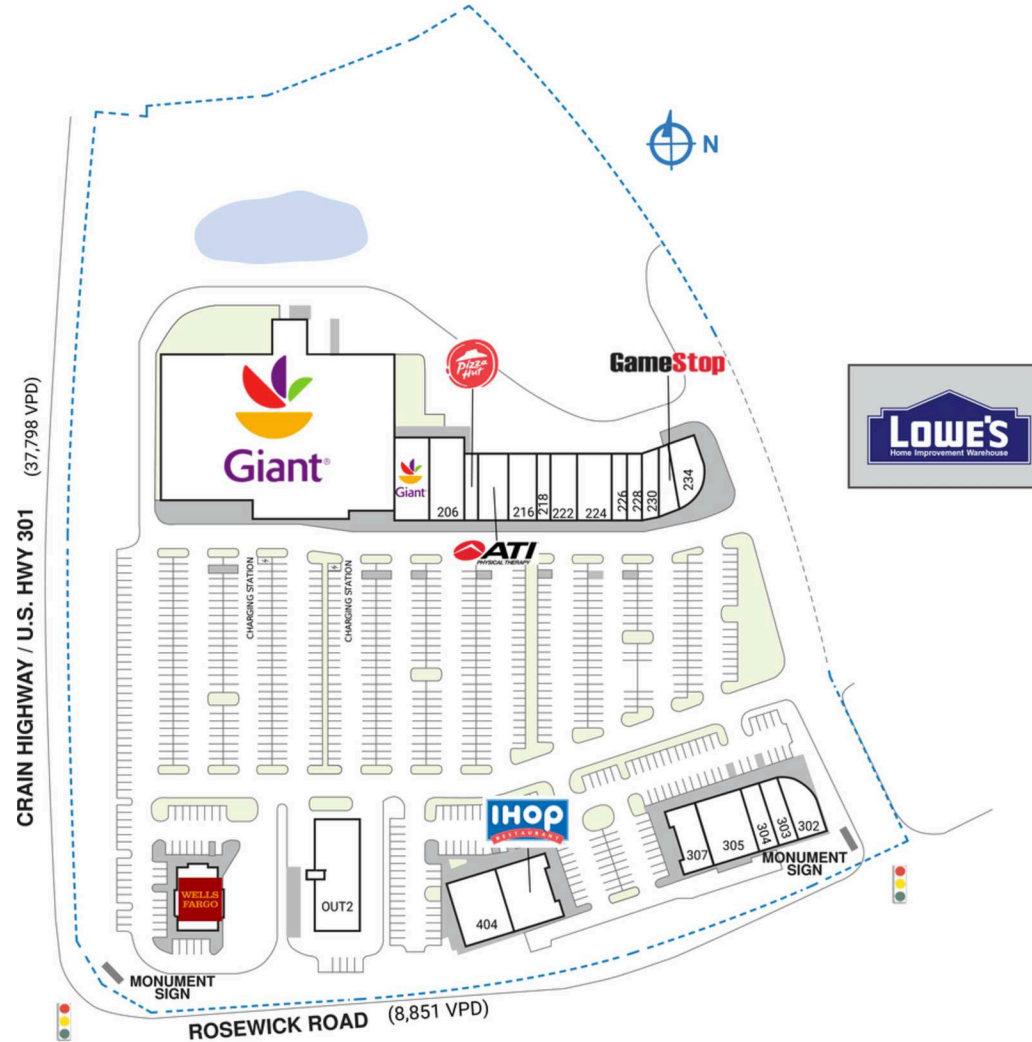 N
Pizza
Hut
GameStop
LOWE'S
Home Improvement Warehouse
Giant®
Giant
206
216
218
222
224
226
228
230
234
ATI
PHYSICAL THERAPY
CHARGING STATION
CHARGING STATION
CRAIN HIGHWAY / U.S. HWY 301 (37,798 VPD)
IHOP
RESTAURANT
WELLS
FARGO
OUT2
404
307
305
304
303
302
MONUMENT
SIGN
MONUMENT
SIGN
ROSEWICK ROAD (8,851 VPD)